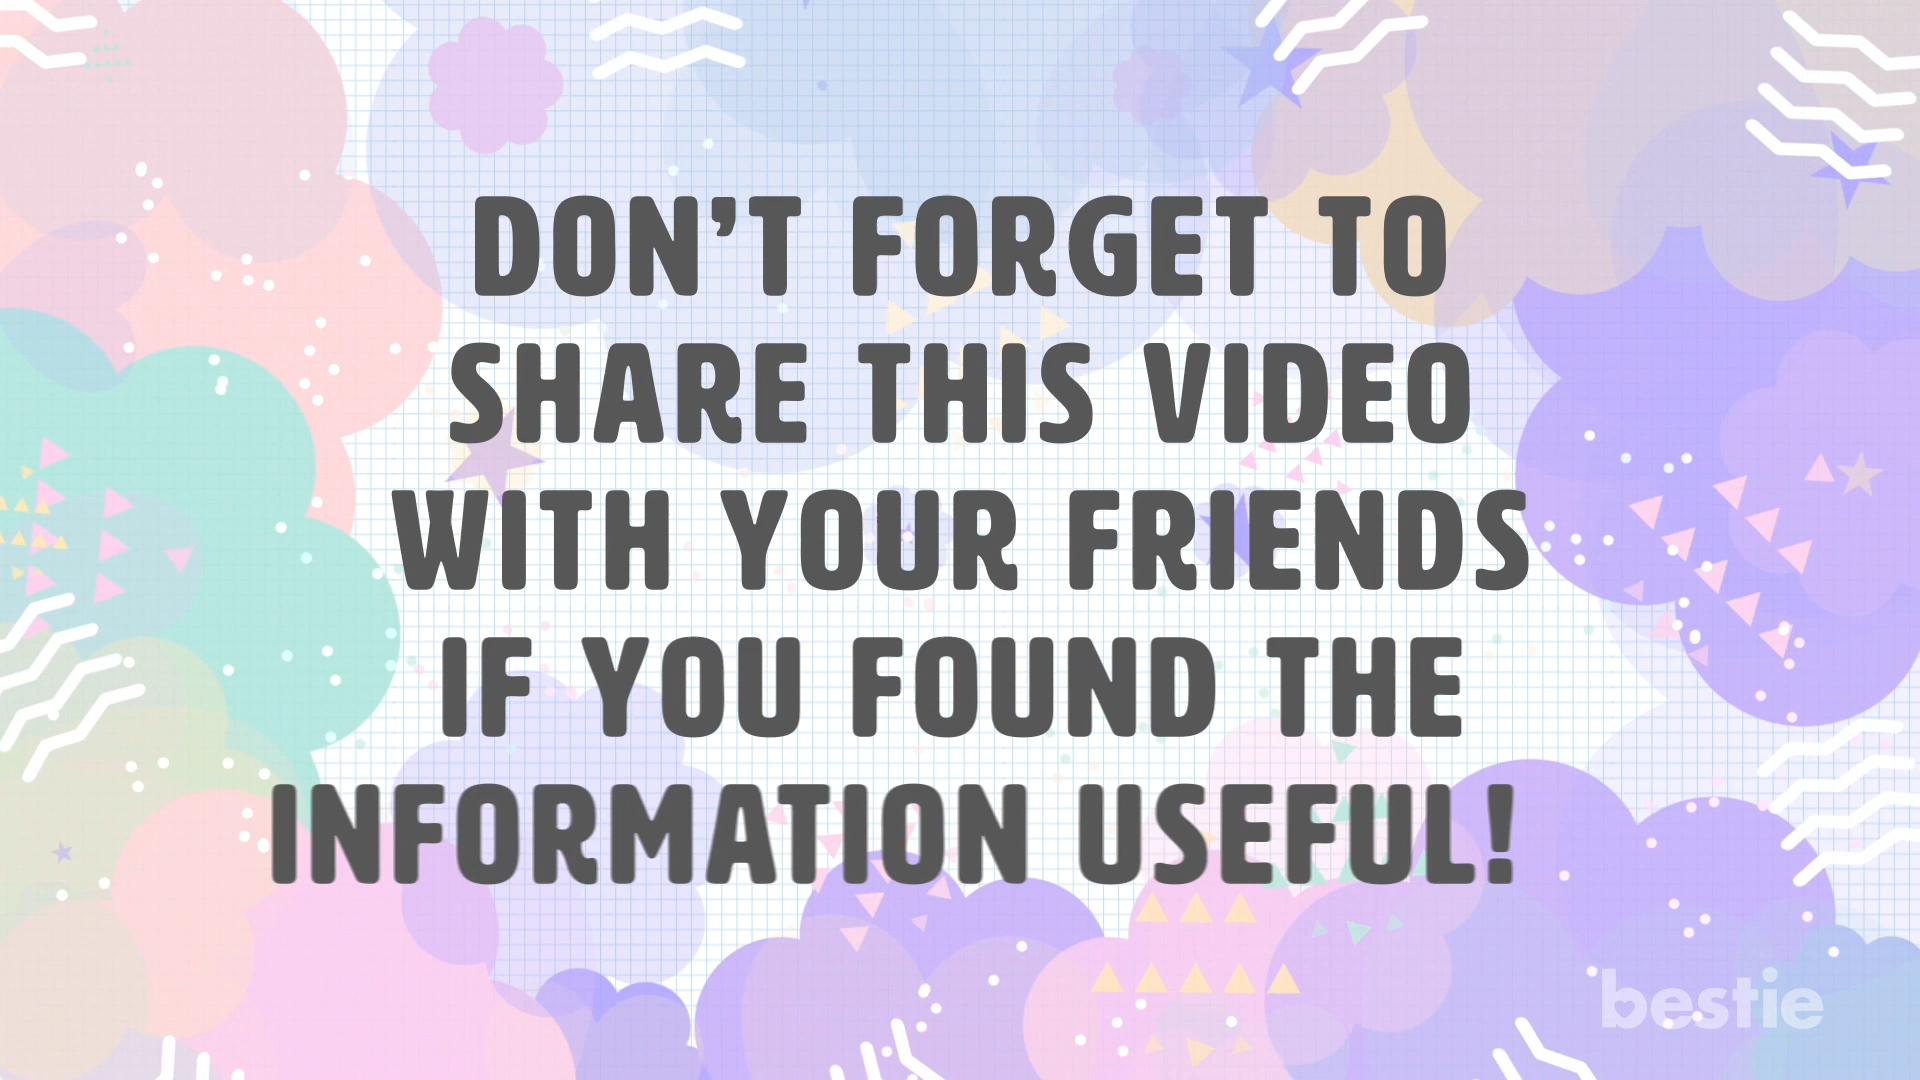 DON’T FORGET TO
SHARE THIS VIDEO
WITH YOUR FRIENDS
IF YOU FOUND THE
INFORMATION USEFUL!
bestie